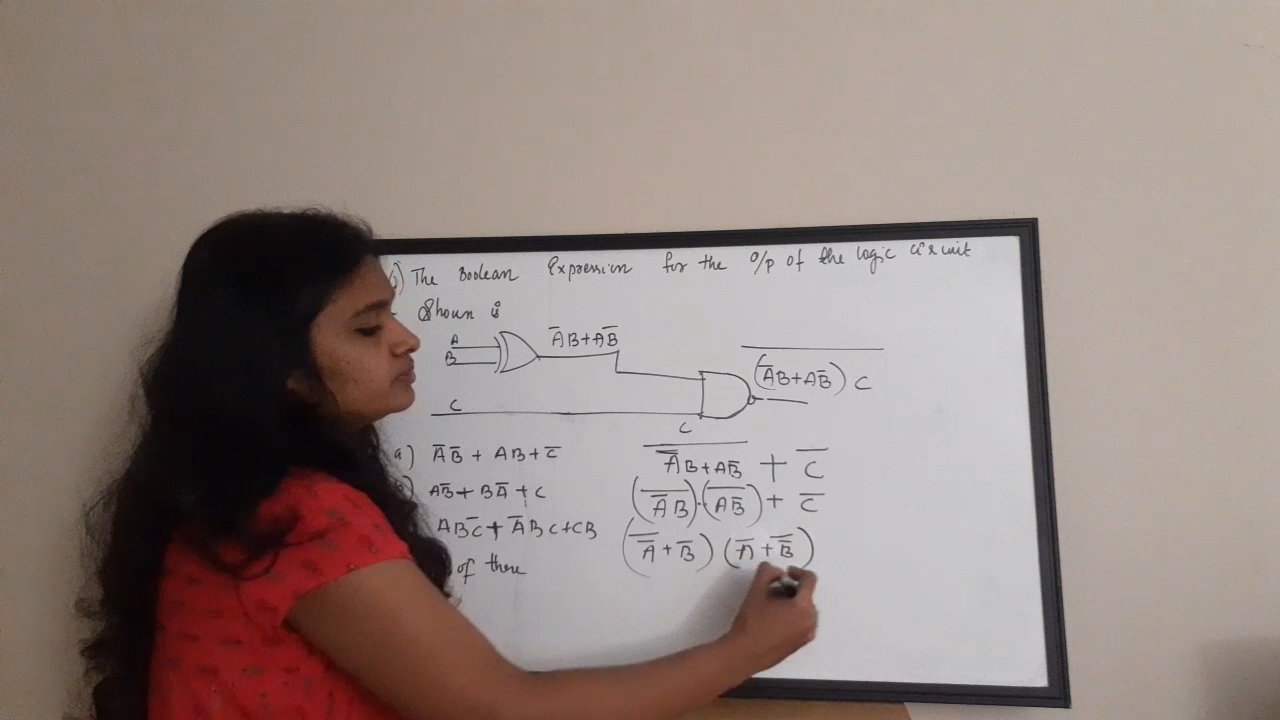 ) The Boolean Expression for the O/p of the logic circuit
Shown is
A
B
A̅B+AB̅
C
C
‾(A̅B+AB̅) C‾
a) A̅B̅ + AB + C̅
‾A̅B+AB̅‾ + C̅
) AB̅ + BA̅ + C
(‾A̅B‾)·(‾AB̅‾) + C̅
ABC̅ + A̅BC + CB
(A̿ + B̅) (A̅ + B̿)
of these